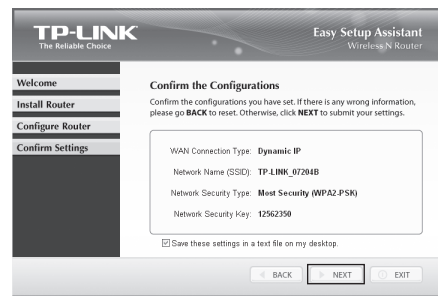 TP-LINK
The Reliable Choice
Easy Setup Assistant
Wireless N Router
Welcome
Install Router
Configure Router
Confirm Settings
Confirm the Configurations
Confirm the configurations you have set. If there is any wrong information,
please go BACK to reset. Otherwise, click NEXT to submit your settings.
WAN Connection Type: Dynamic IP
Network Name (SSID): TP-LINK_07204B
Network Security Type: Most Security (WPA2-PSK)
Network Security Key: 12562350
Save these settings in a text file on my desktop.
BACK
NEXT
EXIT